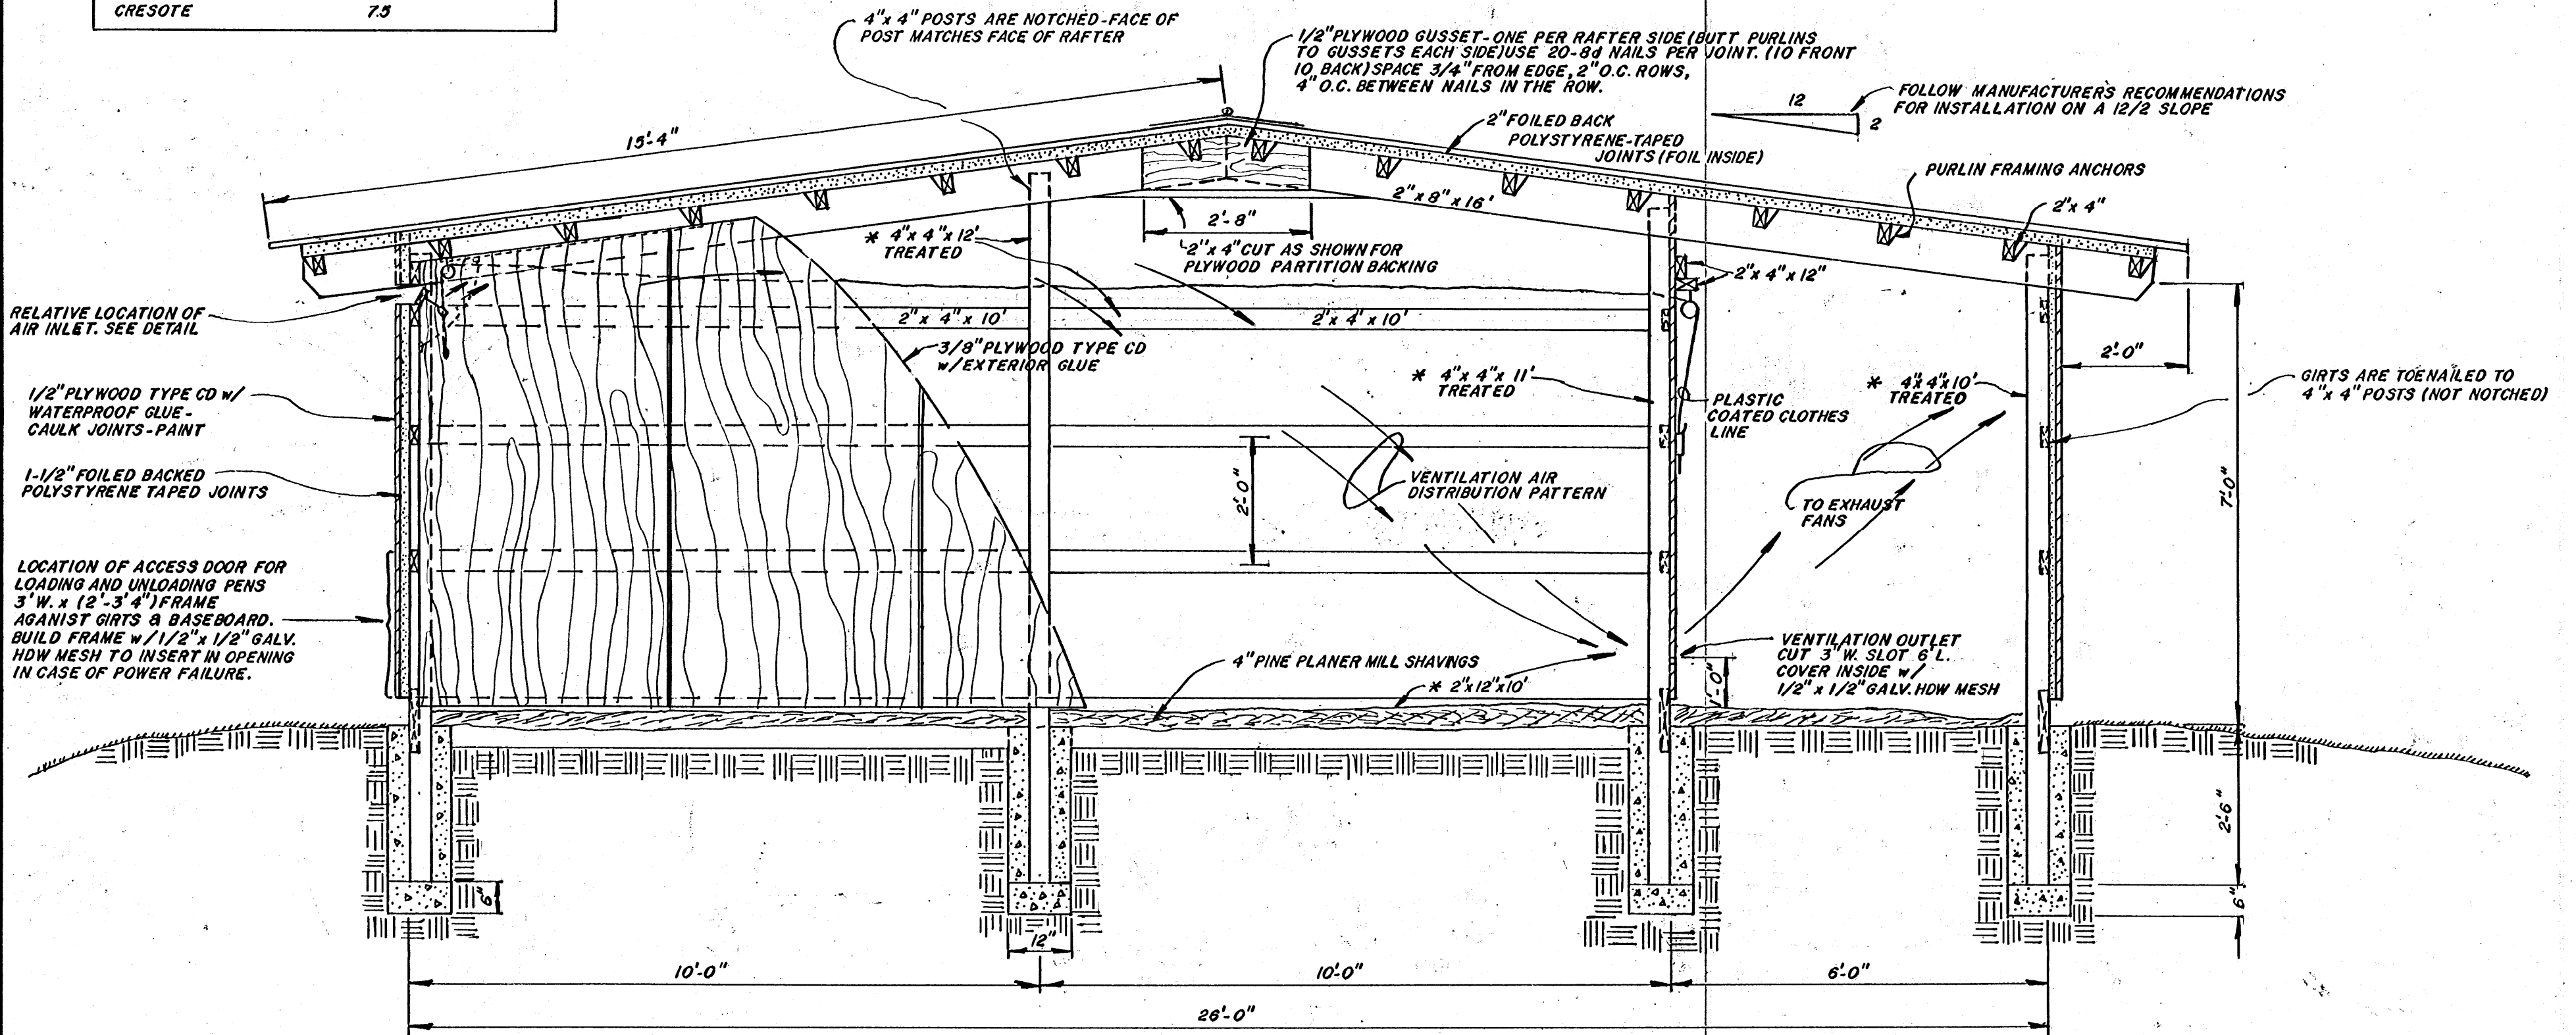 CRESOTE 7.5
4"x 4" POSTS ARE NOTCHED-FACE OF
POST MATCHES FACE OF RAFTER
1/2" PLYWOOD GUSSET-ONE PER RAFTER SIDE (BUTT PURLINS
TO GUSSETS EACH SIDE) USE 20-8d NAILS PER JOINT. (10 FRONT
10 BACK) SPACE 3/4" FROM EDGE, 2" O.C. ROWS,
4" O.C. BETWEEN NAILS IN THE ROW.
12
2
FOLLOW MANUFACTURER'S RECOMMENDATIONS
FOR INSTALLATION ON A 12/2 SLOPE
15'-4"
2" FOILED BACK
POLYSTYRENE-TAPED
JOINTS (FOIL INSIDE)
PURLIN FRAMING ANCHORS
2"x 4"
2"x 8"x 16'
2'-8"
* 4"x 4"x 12'
TREATED
2"x 4" CUT AS SHOWN FOR
PLYWOOD PARTITION BACKING
2"x 4"x 12"
RELATIVE LOCATION OF
AIR INLET. SEE DETAIL
2"x 4"x 10'
2"x 4"x 10'
3/8" PLYWOOD TYPE CD
w/EXTERIOR GLUE
2'-0"
* 4"x 4"x 11'
TREATED
* 4"x 4"x 10'
TREATED
GIRTS ARE TOENAILED TO
4"x 4" POSTS (NOT NOTCHED)
1/2" PLYWOOD TYPE CD w/
WATERPROOF GLUE-
CAULK JOINTS-PAINT
PLASTIC
COATED CLOTHES
LINE
1-1/2" FOILED BACKED
POLYSTYRENE TAPED JOINTS
VENTILATION AIR
DISTRIBUTION PATTERN
2'-0"
TO EXHAUST
FANS
7'-0"
LOCATION OF ACCESS DOOR FOR
LOADING AND UNLOADING PENS
3' W. x (2'-3'4") FRAME
AGANIST GIRTS & BASEBOARD.
BUILD FRAME w/1/2"x 1/2" GALV.
HDW MESH TO INSERT IN OPENING
IN CASE OF POWER FAILURE.
4" PINE PLANER MILL SHAVINGS
* 2"x12"x10'
1'-0"
VENTILATION OUTLET
CUT 3" W. SLOT 6' L.
COVER INSIDE w/
1/2" x 1/2" GALV. HDW MESH
2'-6"
6"
6"
12"
10'-0"
10'-0"
6'-0"
26'-0"